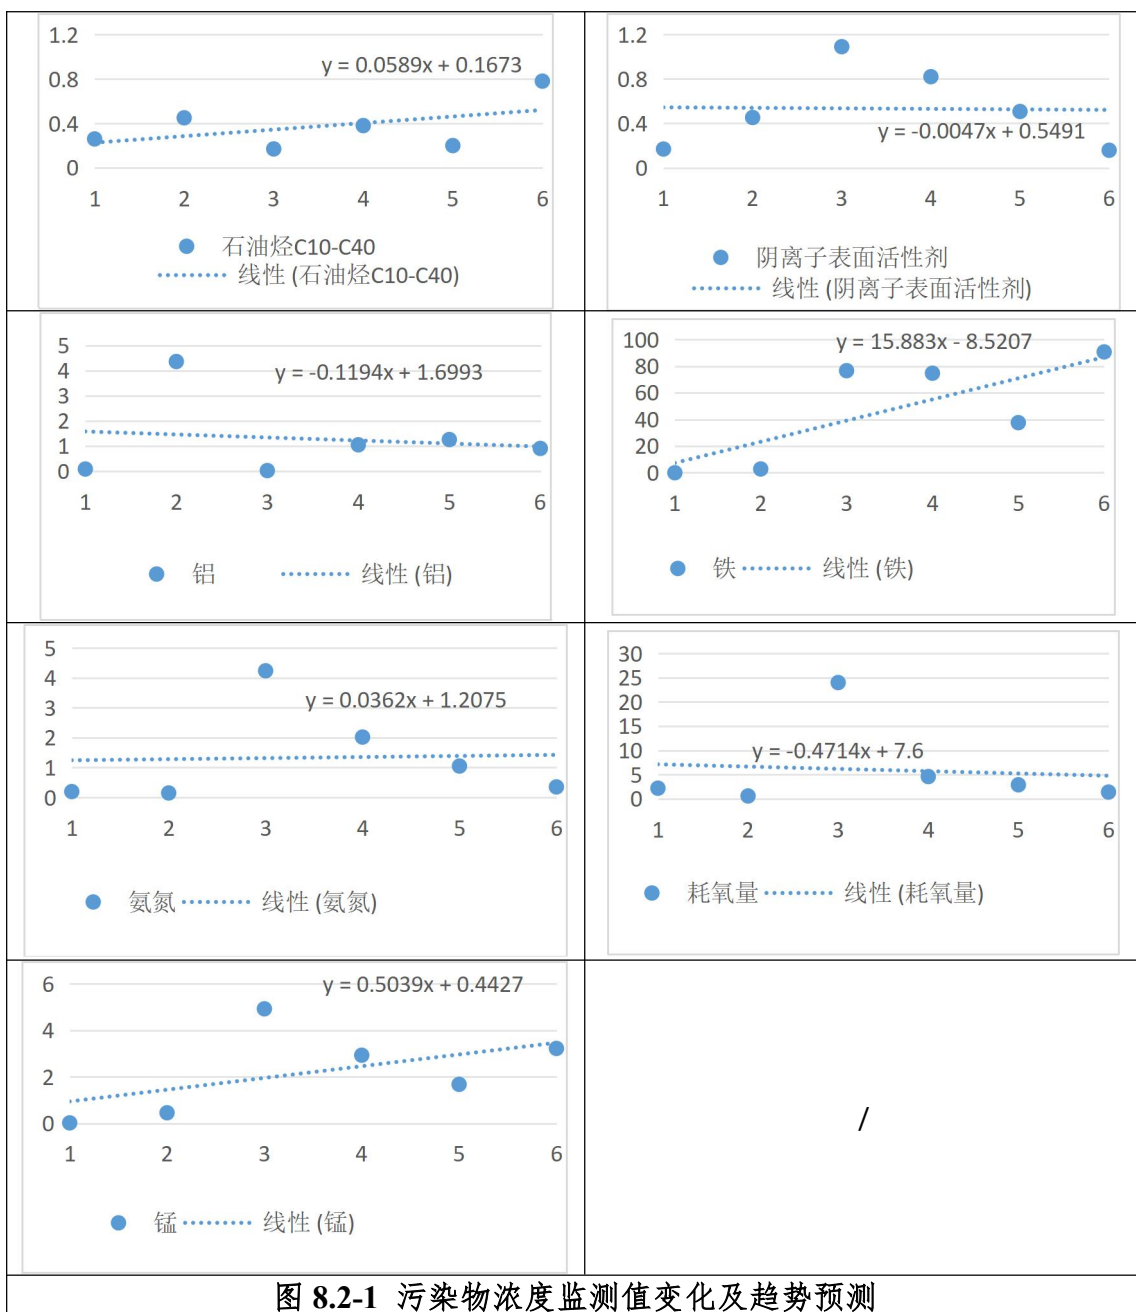 1.2
y = 0.0589x + 0.1673
0.8
0.4
0
1 2 3 4 5 6
石油烃C10-C40
线性 (石油烃C10-C40)
1.2
0.8
0.4
y = -0.0047x + 0.5491
0
1 2 3 4 5 6
阴离子表面活性剂
线性 (阴离子表面活性剂)
5
4
y = -0.1194x + 1.6993
3
2
1
0
1 2 3 4 5 6
铝 线性 (铝)
100
y = 15.883x - 8.5207
80
60
40
20
0
1 2 3 4 5 6
铁 线性 (铁)
5
4
y = 0.0362x + 1.2075
3
2
1
0
1 2 3 4 5 6
氨氮 线性 (氨氮)
30
25
20
15
10
y = -0.4714x + 7.6
5
0
1 2 3 4 5 6
耗氧量 线性 (耗氧量)
6
y = 0.5039x + 0.4427
4
2
0
1 2 3 4 5 6
锰 线性 (锰)
/
图 8.2-1 污染物浓度监测值变化及趋势预测